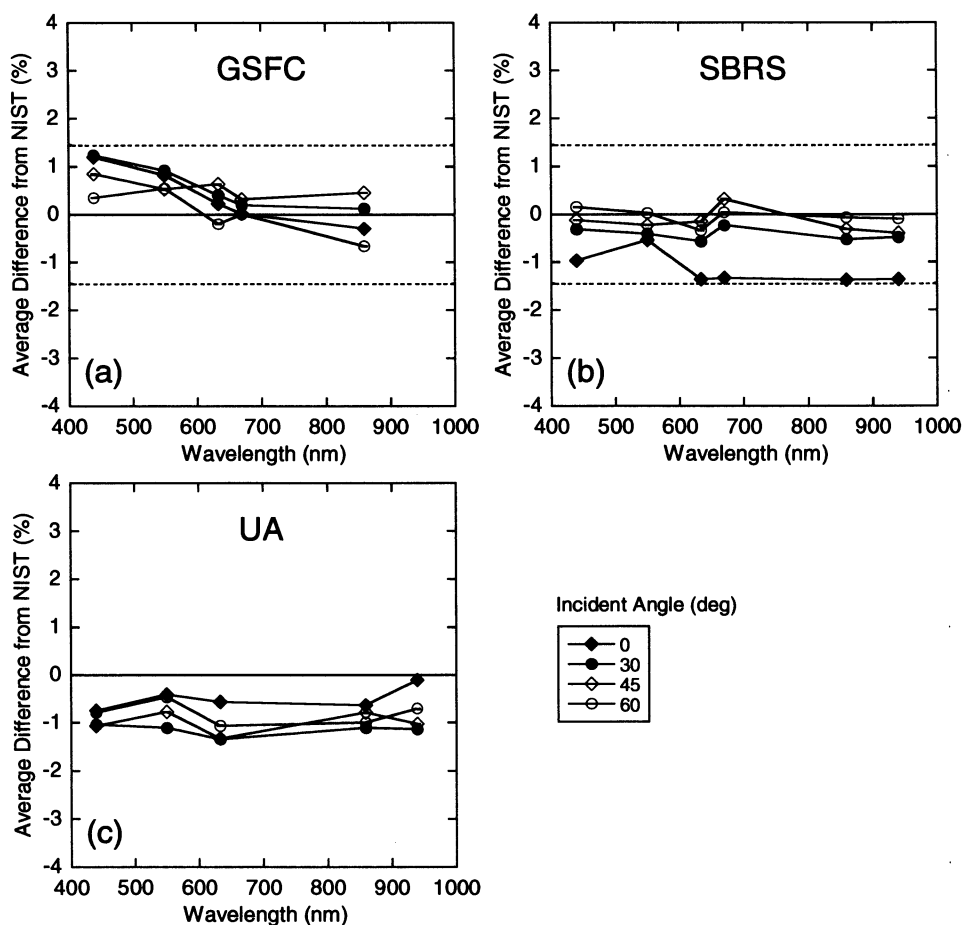 Average Difference from NIST (%)
4
3
2
1
0
-1
-2
-3
-4
GSFC
(a)
400 500 600 700 800 900 1000
Wavelength (nm)
Average Difference from NIST (%)
4
3
2
1
0
-1
-2
-3
-4
SBRS
(b)
400 500 600 700 800 900 1000
Wavelength (nm)
Average Difference from NIST (%)
4
3
2
1
0
-1
-2
-3
-4
UA
(c)
400 500 600 700 800 900 1000
Wavelength (nm)
Incident Angle (deg)
0
30
45
60